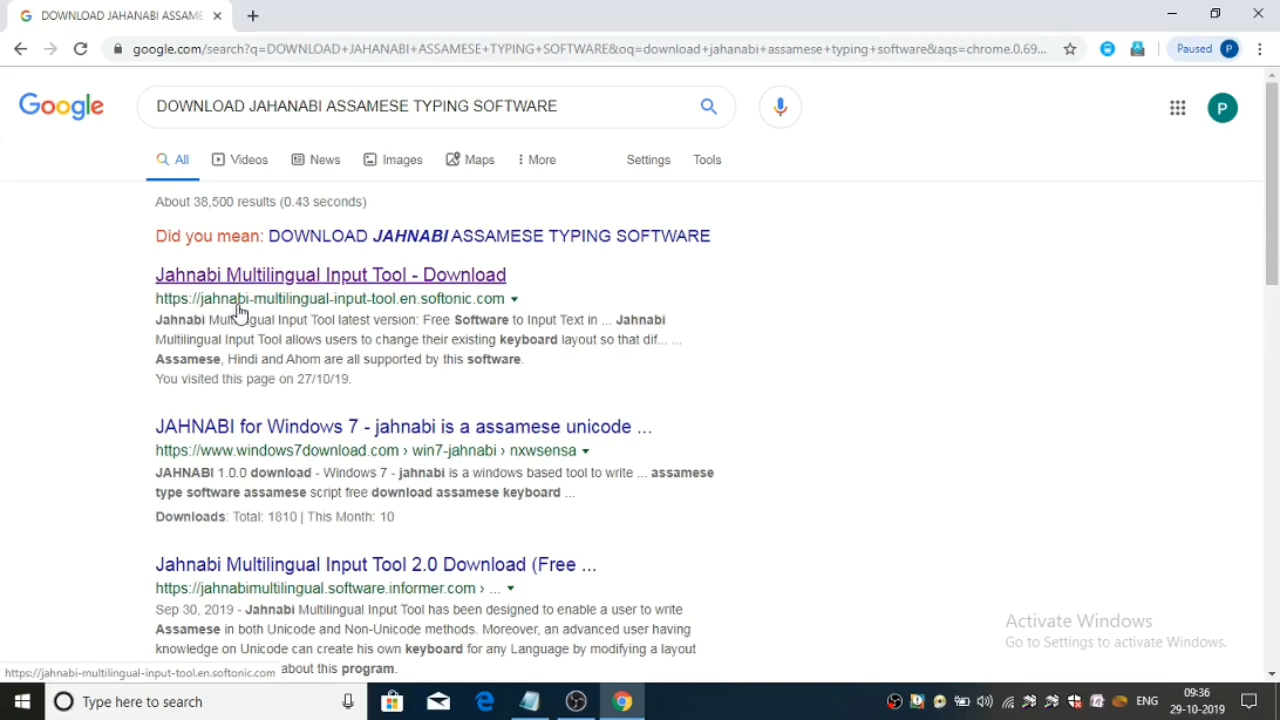 DOWNLOAD JAHANABI ASSAME
google.com/search?q=DOWNLOAD+JAHANABI+ASSAMESE+TYPING+SOFTWARE&oq=download+jahanabi+assamese+typing+software&aqs=chrome.0.69...
Paused P
Google
DOWNLOAD JAHANABI ASSAMESE TYPING SOFTWARE
P
All Videos News Images Maps More Settings Tools
About 38,500 results (0.43 seconds)
Did you mean: DOWNLOAD JAHNABI ASSAMESE TYPING SOFTWARE
Jahnabi Multilingual Input Tool - Download
https://jahnabi-multilingual-input-tool.en.softonic.com
Jahnabi Input Tool latest version: Free Software to Input Text in ... Jahnabi
Multilingual Input Tool allows users to change their existing keyboard layout so that dif... ...
Assamese, Hindi and Ahom are all supported by this software.
You visited this page on 27/10/19.
JAHNABI for Windows 7 - jahnabi is a assamese unicode ...
https://www.windows7download.com › win7-jahnabi › nxwsensa
JAHNABI 1.0.0 download - Windows 7 - jahnabi is a windows based tool to write ... assamese
type software assamese script free download assamese keyboard ...
Downloads: Total: 1810 | This Month: 10
Jahnabi Multilingual Input Tool 2.0 Download (Free ...
https://jahnabimultilingual.software.informer.com › ...
Sep 30, 2019 - Jahnabi Multilingual Input Tool has been designed to enable a user to write
Assamese in both Unicode and Non-Unicode methods. Moreover, an advanced user having
knowledge on Unicode can create his own keyboard for any Language by modifying a layout
about this program.
Activate Windows
Go to Settings to activate Windows.
https://jahnabi-multilingual-input-tool.en.softonic.com
Type here to search
ENG
09:36
29-10-2019